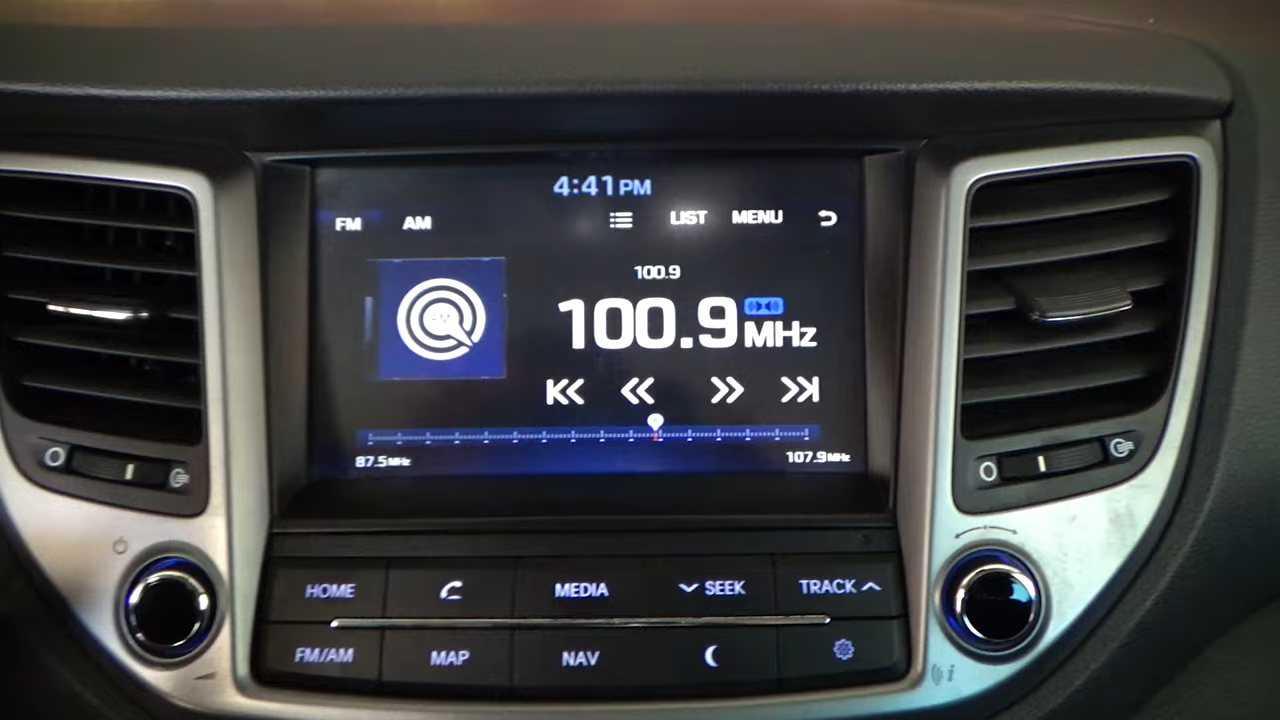 4:41 PM
FM AM LIST MENU
100.9
100.9 MHz
87.5 MHz 107.9 MHz
HOME MEDIA SEEK TRACK
FM/AM MAP NAV